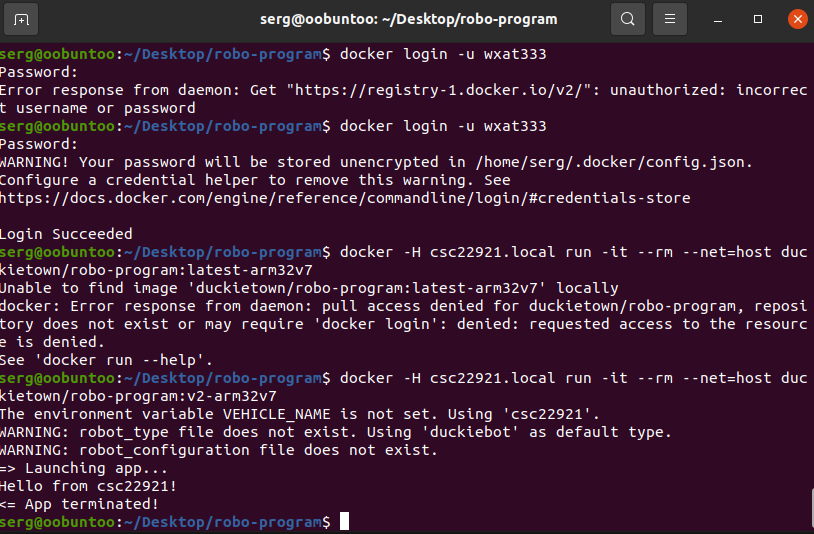 serg@oobuntoo: ~/Desktop/robo-program
serg@oobuntoo:~/Desktop/robo-program$ docker login -u wxat333
Password:
Error response from daemon: Get "https://registry-1.docker.io/v2/": unauthorized: incorrec
t username or password
serg@oobuntoo:~/Desktop/robo-program$ docker login -u wxat333
Password:
WARNING! Your password will be stored unencrypted in /home/serg/.docker/config.json.
Configure a credential helper to remove this warning. See
https://docs.docker.com/engine/reference/commandline/login/#credentials-store
Login Succeeded
serg@oobuntoo:~/Desktop/robo-program$ docker -H csc22921.local run -it --rm --net=host duc
kietown/robo-program:latest-arm32v7
Unable to find image 'duckietown/robo-program:latest-arm32v7' locally
docker: Error response from daemon: pull access denied for duckietown/robo-program, reposi
tory does not exist or may require 'docker login': denied: requested access to the resourc
e is denied.
See 'docker run --help'.
serg@oobuntoo:~/Desktop/robo-program$ docker -H csc22921.local run -it --rm --net=host duc
kietown/robo-program:v2-arm32v7
The environment variable VEHICLE_NAME is not set. Using 'csc22921'.
WARNING: robot_type file does not exist. Using 'duckiebot' as default type.
WARNING: robot_configuration file does not exist.
=> Launching app...
Hello from csc22921!
<= App terminated!
serg@oobuntoo:~/Desktop/robo-program$